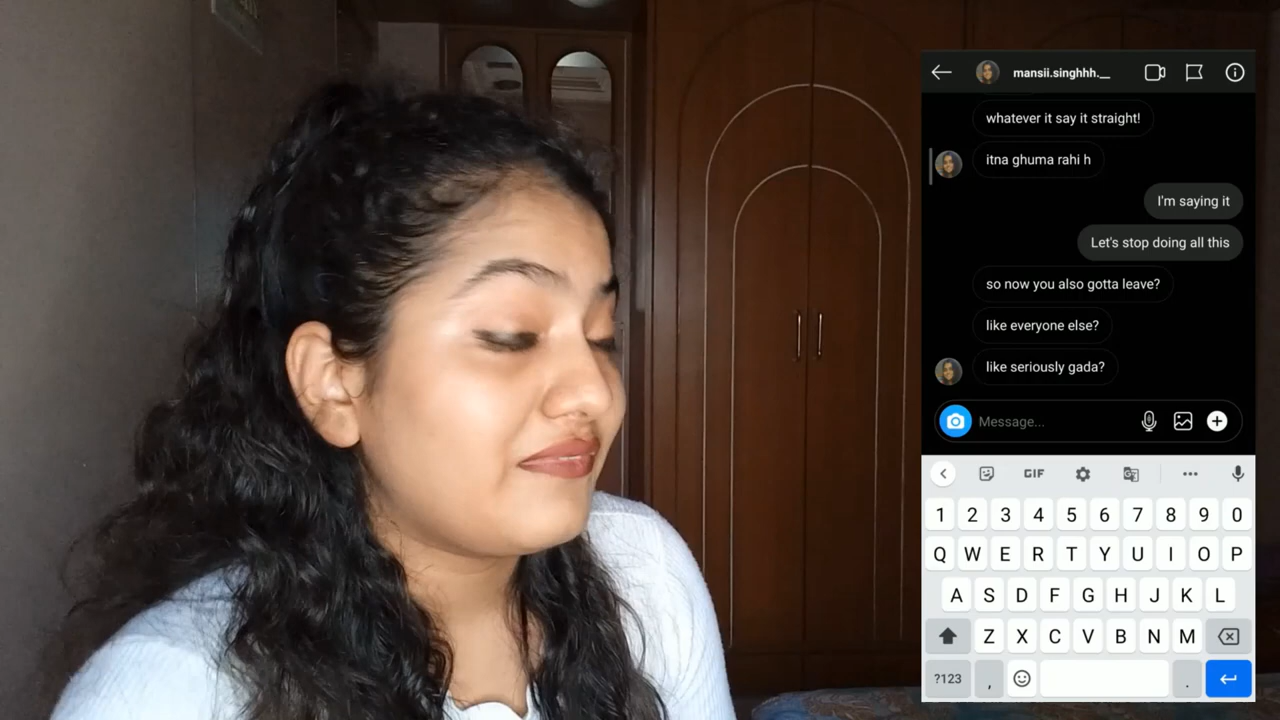 mansii.singhhh.__
whatever it say it straight!
itna ghuma rahi h
I'm saying it
Let's stop doing all this
so now you also gotta leave?
like everyone else?
like seriously gada?
Message...
GIF
1 2 3 4 5 6 7 8 9 0
Q W E R T Y U I O P
A S D F G H J K L
Z X C V B N M
?123 , .